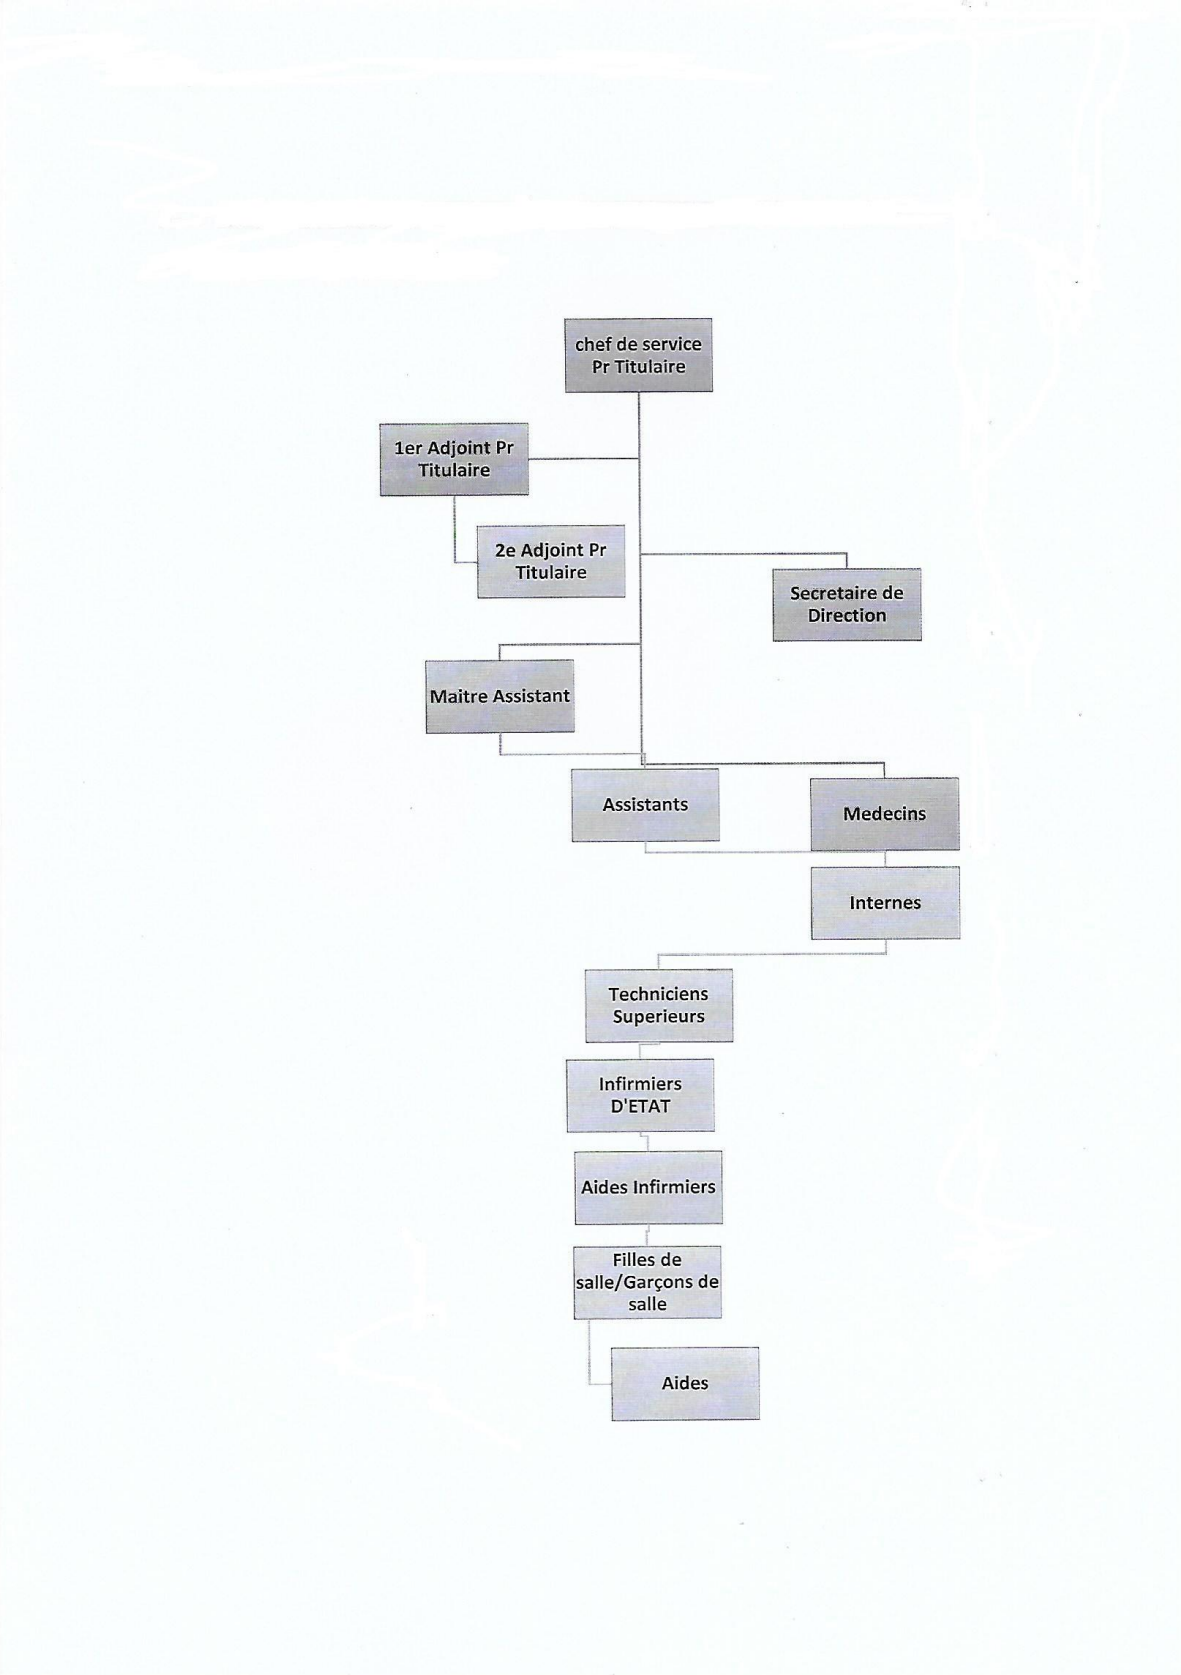 chef de service
Pr Titulaire
1er Adjoint Pr
Titulaire
2e Adjoint Pr
Titulaire
Secretaire de
Direction
Maitre Assistant
Assistants
Medecins
Internes
Techniciens
Superieurs
Infirmiers
D'ETAT
Aides Infirmiers
Filles de
salle/Garçons de
salle
Aides